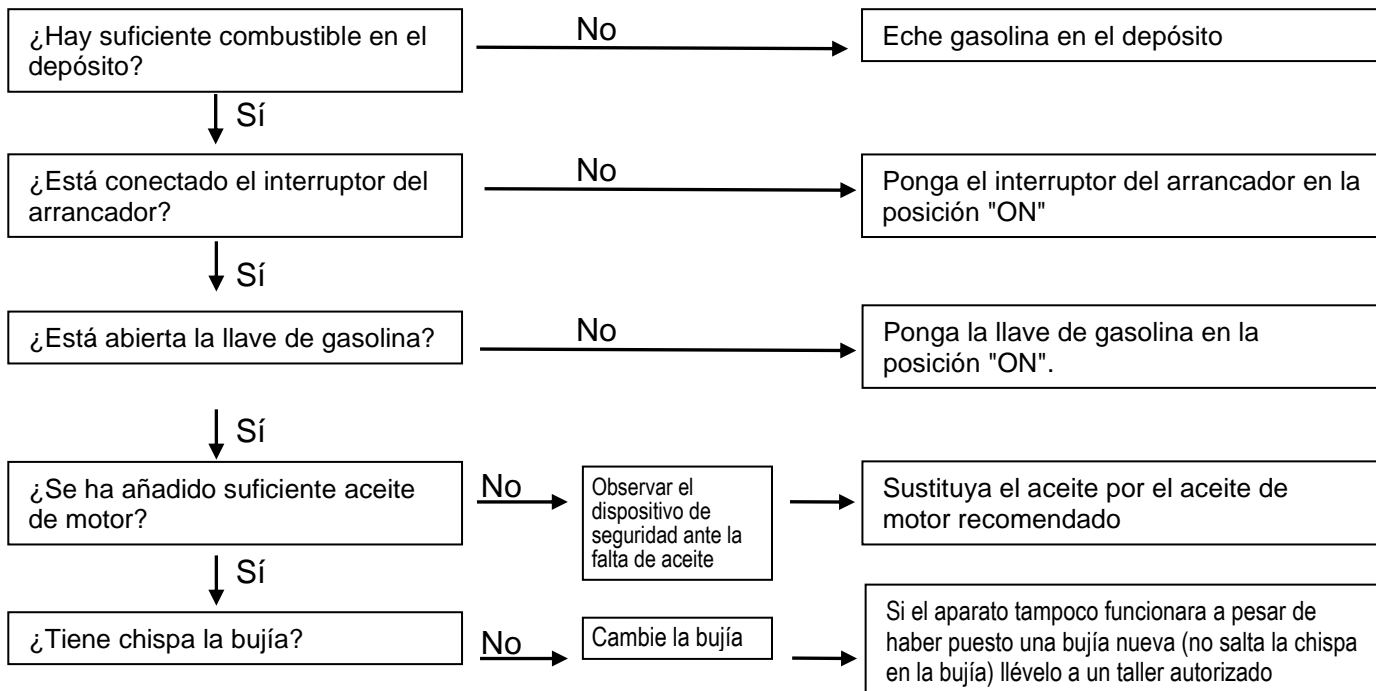 ¿Hay suficiente combustible en el
depósito?
No
Eche gasolina en el depósito
Sí
¿Está conectado el interruptor del
arrancador?
No
Ponga el interruptor del arrancador en la
posición "ON"
Sí
¿Está abierta la llave de gasolina?
No
Ponga la llave de gasolina en la
posición "ON".
Sí
¿Se ha añadido suficiente aceite
de motor?
No
Observar el
dispositivo de
seguridad ante la
falta de aceite
Sustituya el aceite por el aceite de
motor recomendado
Sí
¿Tiene chispa la bujía?
No
Cambie la bujía
Si el aparato tampoco funcionara a pesar de
haber puesto una bujía nueva (no salta la chispa
en la bujía) llévelo a un taller autorizado